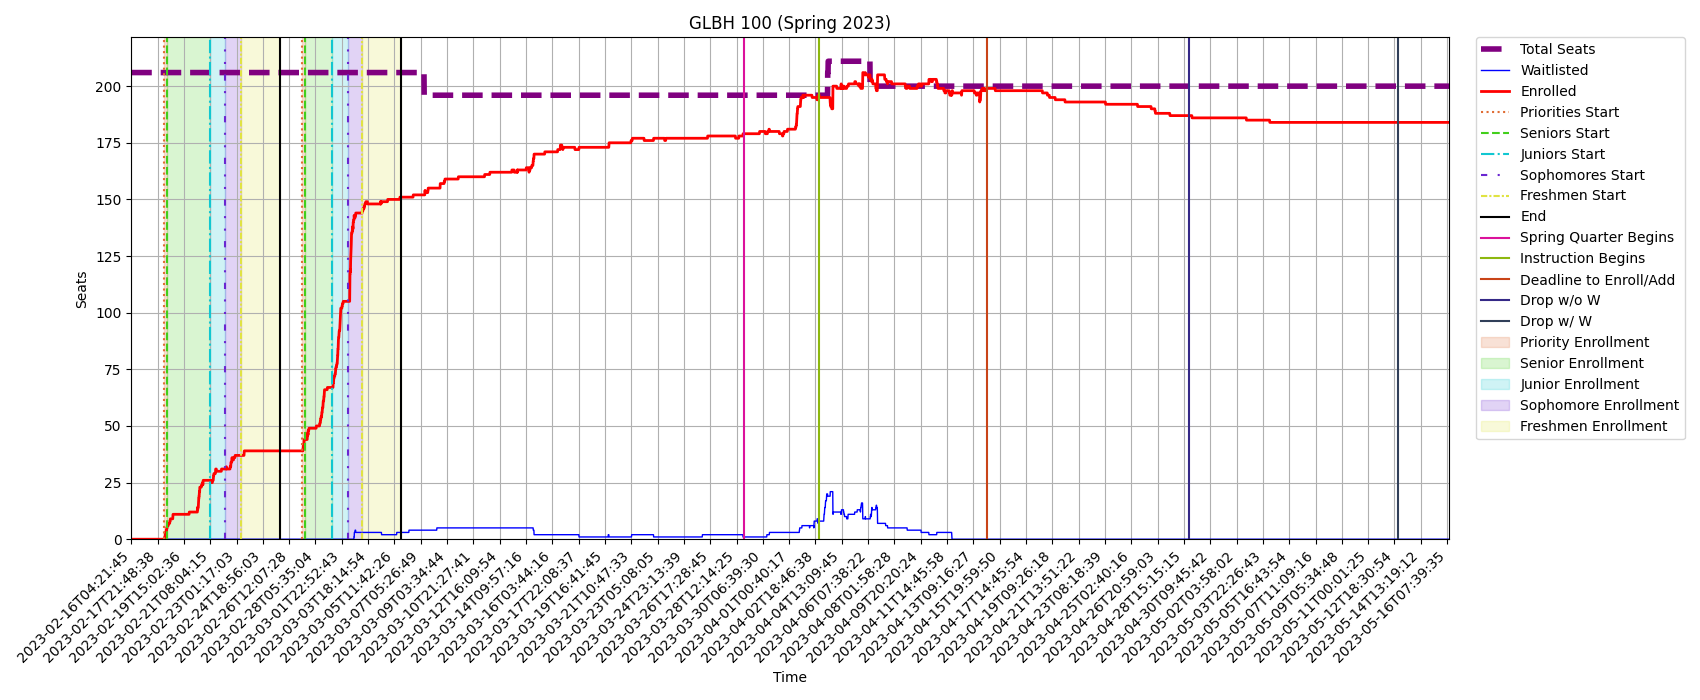 GLBH 100 (Spring 2023)
Seats
200
175
150
125
100
75
50
25
0
2023-02-16T04:21:45
2023-02-17T21:48:38
2023-02-19T15:02:36
2023-02-21T08:04:15
2023-02-23T01:17:03
2023-02-24T18:56:03
2023-02-26T12:07:28
2023-02-28T05:35:04
2023-03-01T22:52:43
2023-03-03T18:14:54
2023-03-05T11:42:26
2023-03-07T05:26:49
2023-03-09T03:34:44
2023-03-10T21:27:41
2023-03-12T16:09:54
2023-03-14T09:57:16
2023-03-16T03:44:16
2023-03-17T22:08:37
2023-03-19T16:41:45
2023-03-21T10:47:33
2023-03-23T05:08:05
2023-03-24T23:13:39
2023-03-26T17:28:45
2023-03-28T12:14:25
2023-03-30T06:39:30
2023-04-01T00:40:17
2023-04-02T18:46:38
2023-04-04T13:09:45
2023-04-06T07:38:22
2023-04-08T01:58:28
2023-04-09T20:20:24
2023-04-11T14:45:58
2023-04-13T09:16:27
2023-04-15T19:59:50
2023-04-17T14:45:54
2023-04-19T09:26:18
2023-04-21T13:51:22
2023-04-23T08:18:39
2023-04-25T02:40:16
2023-04-26T20:59:03
2023-04-28T15:15:15
2023-04-30T09:45:42
2023-05-02T03:58:02
2023-05-03T22:26:43
2023-05-05T16:43:54
2023-05-07T11:09:16
2023-05-09T05:34:48
2023-05-11T00:01:25
2023-05-12T18:30:54
2023-05-14T13:19:12
2023-05-16T07:39:35
Time
Total Seats
Waitlisted
Enrolled
Priorities Start
Seniors Start
Juniors Start
Sophomores Start
Freshmen Start
End
Spring Quarter Begins
Instruction Begins
Deadline to Enroll/Add
Drop w/o W
Drop w/ W
Priority Enrollment
Senior Enrollment
Junior Enrollment
Sophomore Enrollment
Freshmen Enrollment